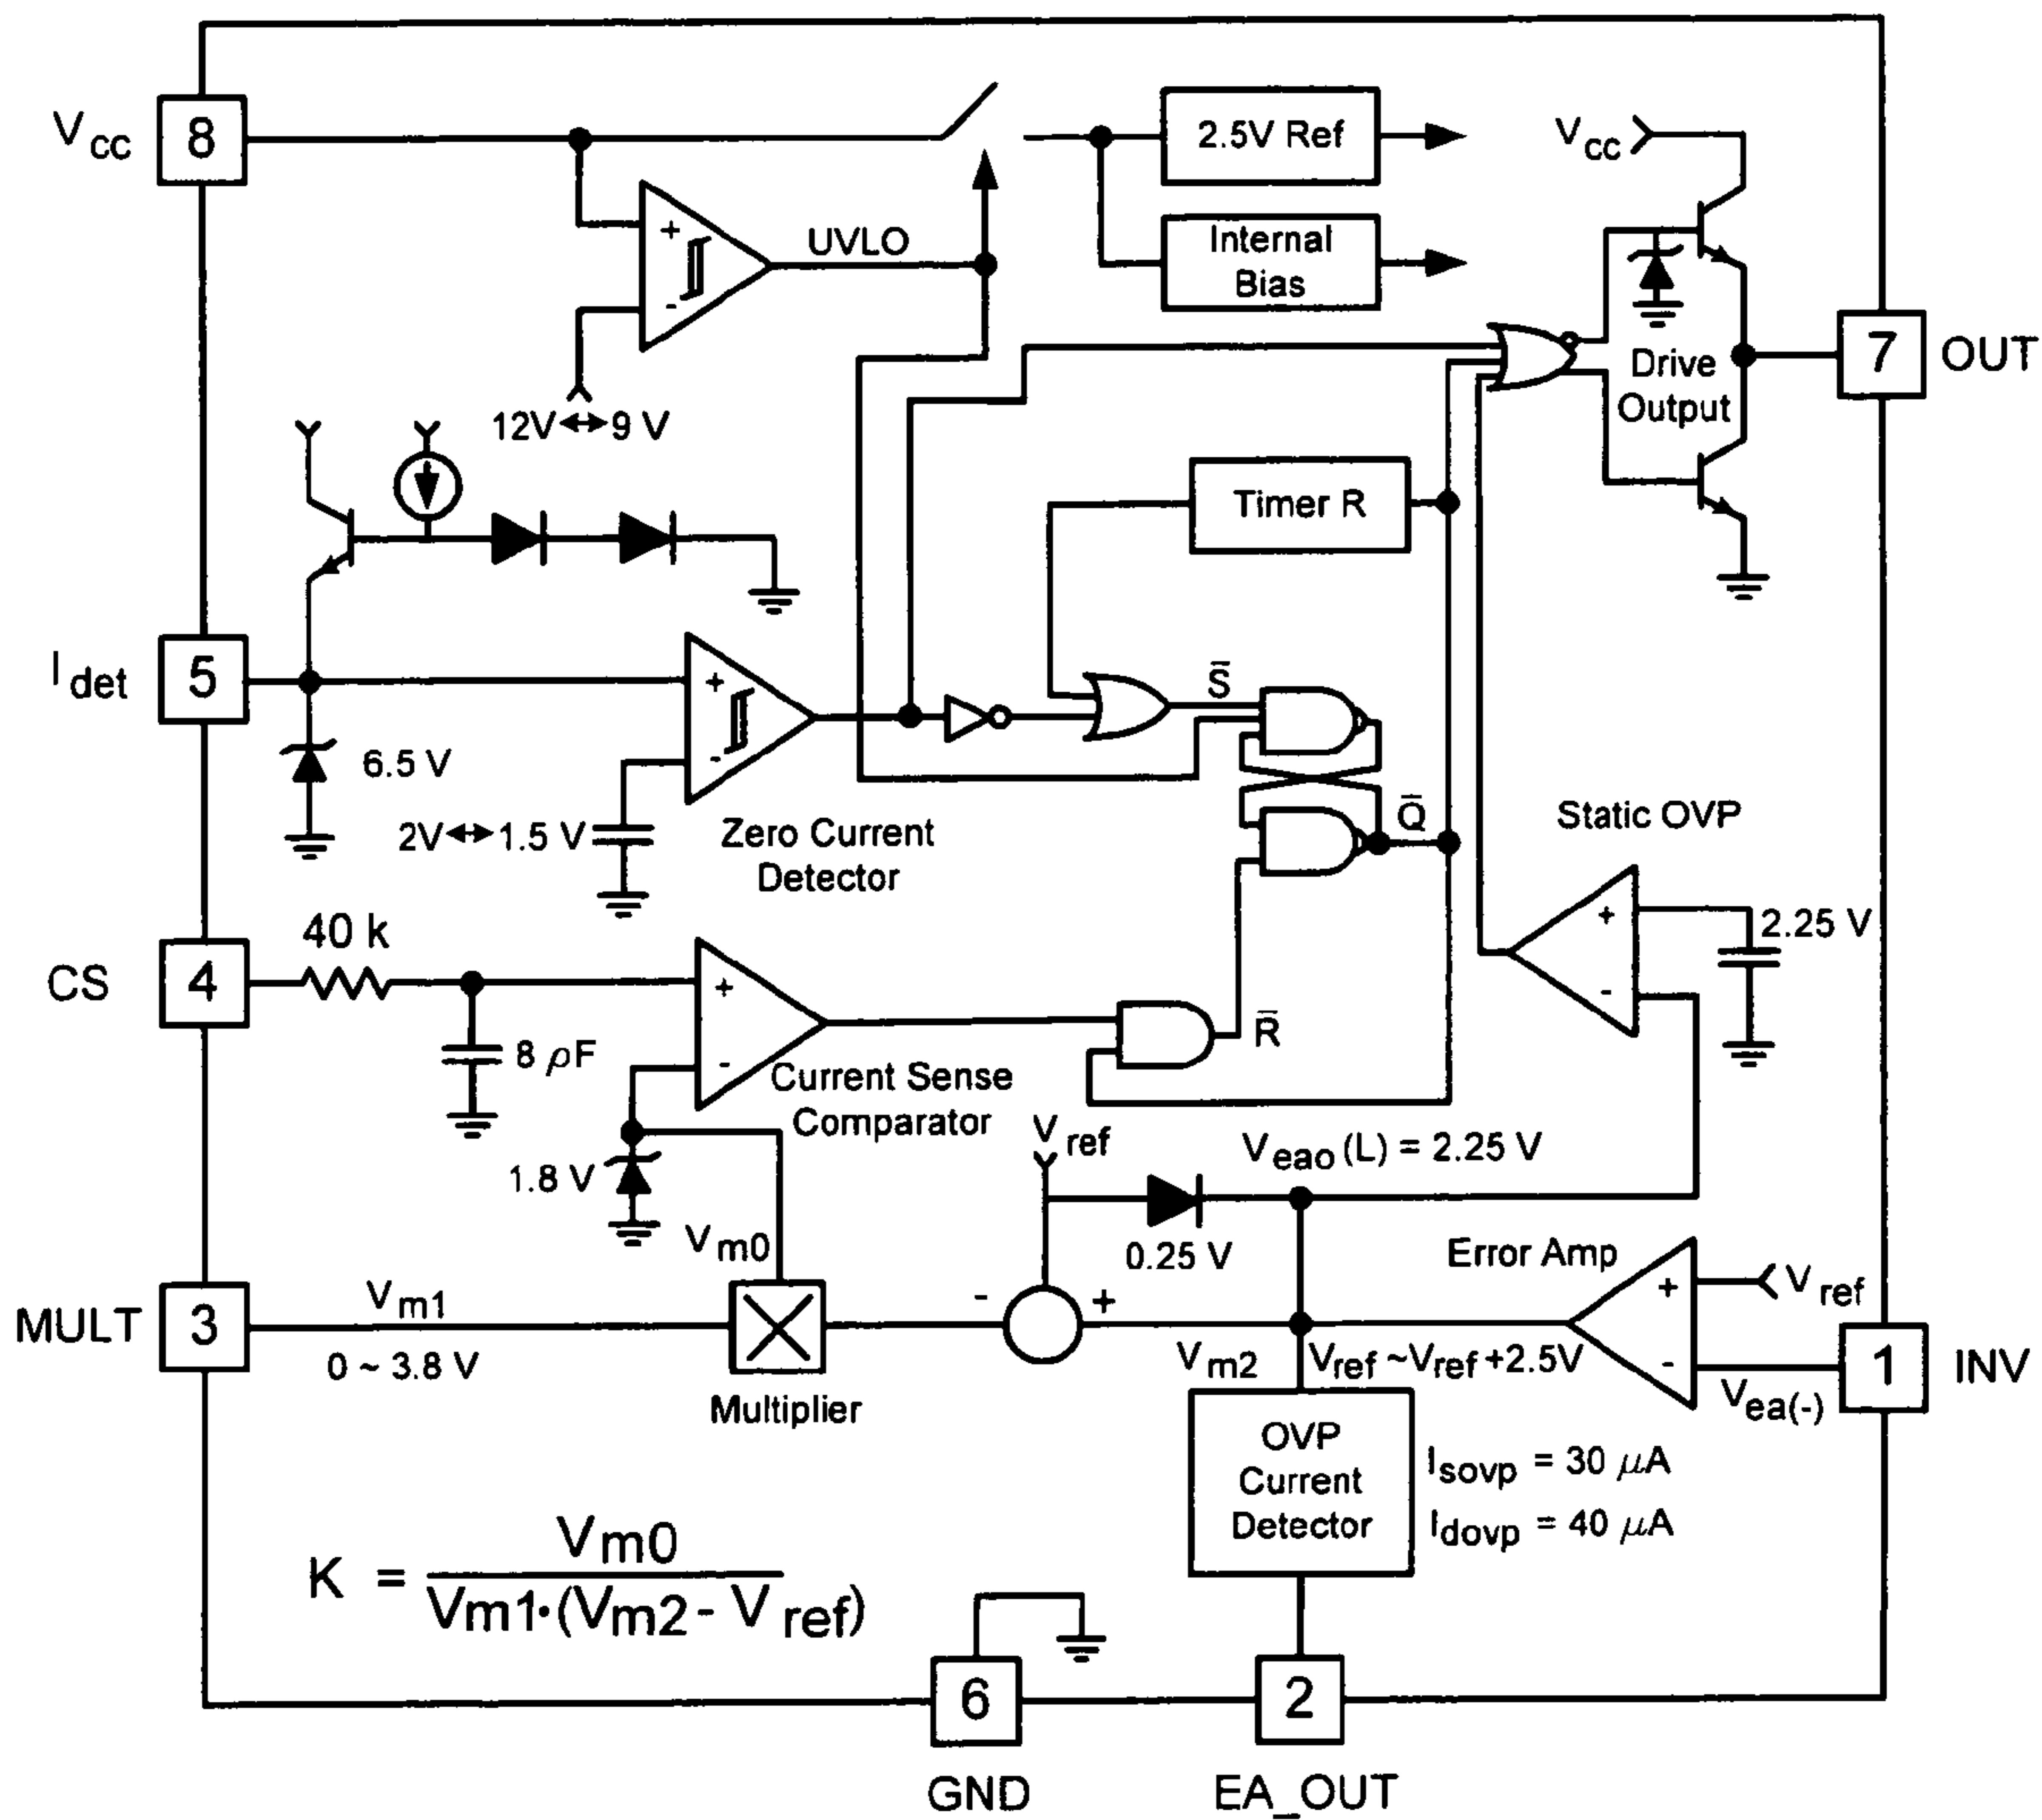 Vcc
8
2.5V Ref
Vcc
UVLO
+
-
Internal
Bias
12V↔9 V
Drive
Output
7
OUT
Timer R
Idet
5
+
-
S̄
6.5 V
2V↔1.5 V
Zero Current
Detector
Q̄
Static OVP
+
-
2.25 V
CS
4
40 k
8 ρF
+
-
Current Sense
Comparator
R̄
1.8 V
Vm0
Vref
Veao (L) = 2.25 V
0.25 V
Error Amp
+
-
Vref
MULT
3
Vm1
0 ~ 3.8 V
Multiplier
-
+
Vm2
Vref ~Vref +2.5V
Vea(-)
1
INV
OVP
Current
Detector
Isovp = 30 μA
Idovp = 40 μA
K = Vm0
Vm1·(Vm2 - Vref)
6
GND
2
EA_OUT